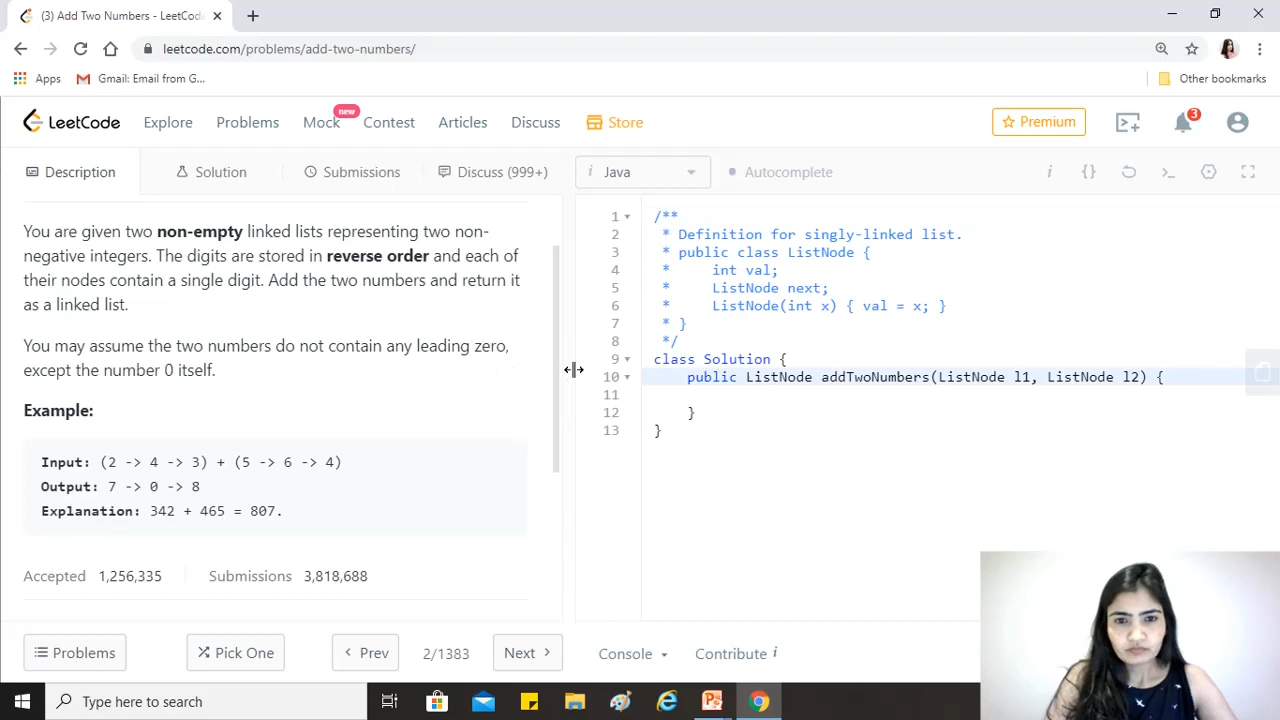 (3) Add Two Numbers - LeetCode
leetcode.com/problems/add-two-numbers/
Apps Gmail: Email from G... Other bookmarks
LeetCode Explore Problems Mock new Contest Articles Discuss Store Premium 3
Description Solution Submissions Discuss (999+) i Java Autocomplete i {}
You are given two non-empty linked lists representing two non-
negative integers. The digits are stored in reverse order and each of
their nodes contain a single digit. Add the two numbers and return it
as a linked list.
You may assume the two numbers do not contain any leading zero,
except the number 0 itself.
Example:
Input: (2 -> 4 -> 3) + (5 -> 6 -> 4)
Output: 7 -> 0 -> 8
Explanation: 342 + 465 = 807.
Accepted 1,256,335 Submissions 3,818,688
1 /**
2 * Definition for singly-linked list.
3 * public class ListNode {
4 * int val;
5 * ListNode next;
6 * ListNode(int x) { val = x; }
7 * }
8 */
9 class Solution {
10 public ListNode addTwoNumbers(ListNode l1, ListNode l2) {
11
12 }
13 }
Problems Pick One Prev 2/1383 Next Console Contribute i
Type here to search